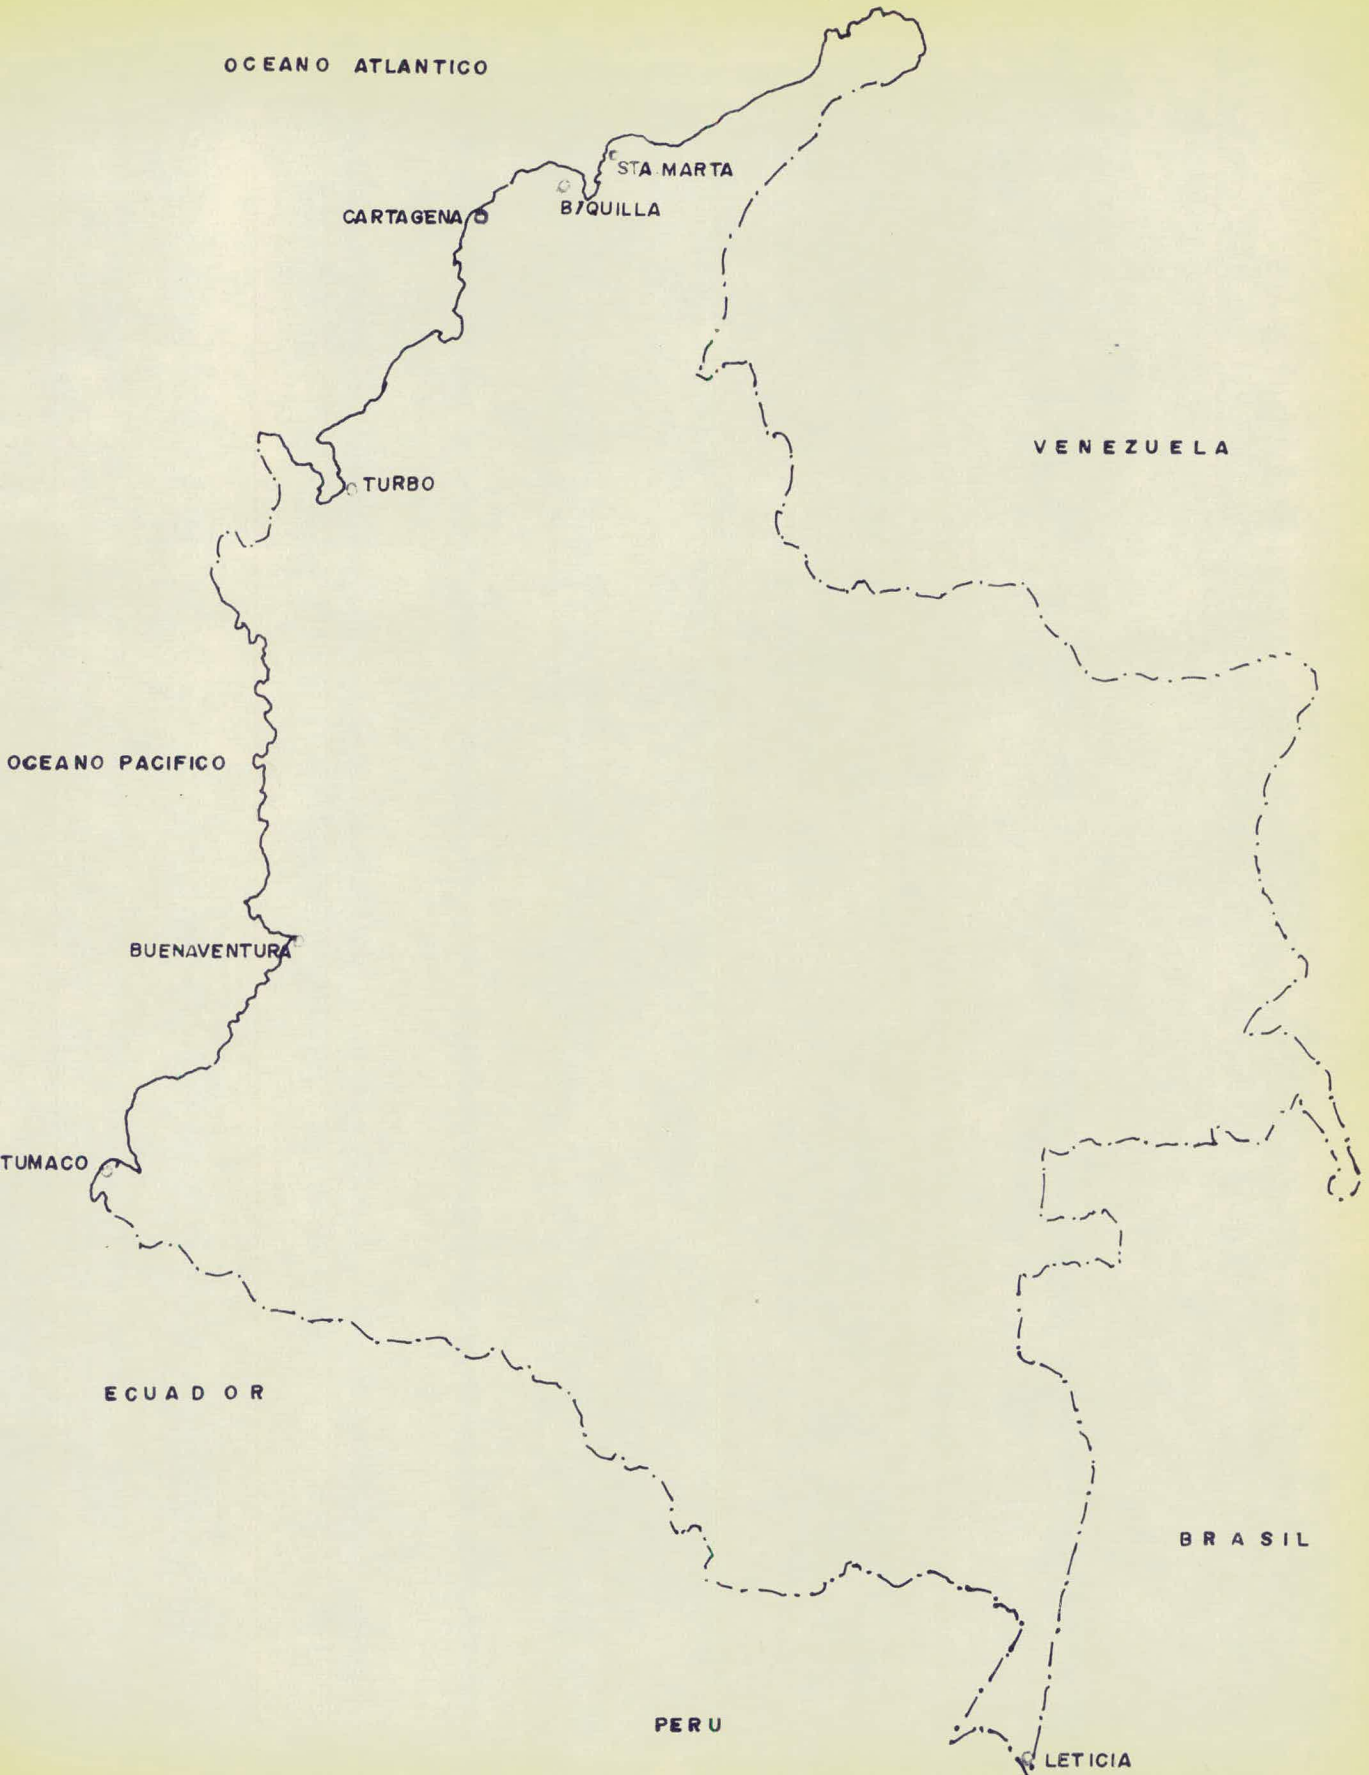 OCEANO ATLANTICO
STA. MARTA
B/QUILLA
CARTAGENA
VENEZUELA
TURBO
OCEANO PACIFICO
BUENAVENTURA
TUMACO
ECUADOR
BRASIL
PERU
LETICIA